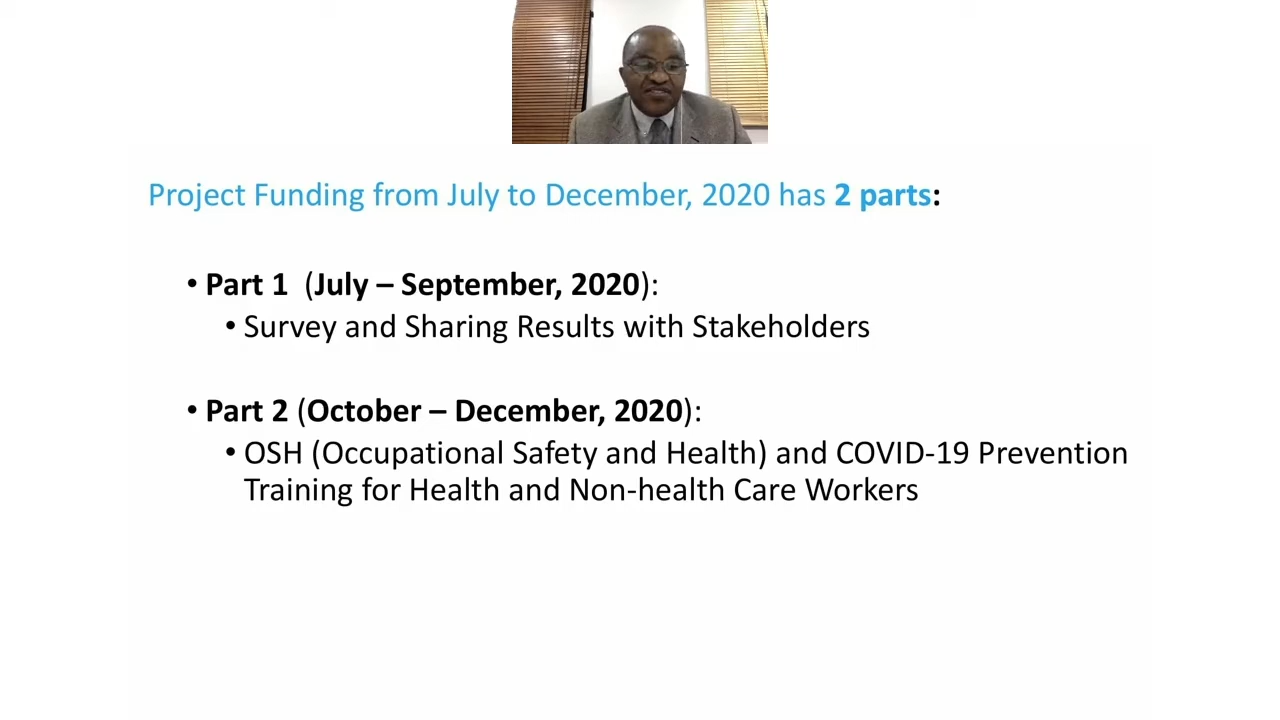 Project Funding from July to December, 2020 has 2 parts:
• Part 1 (July – September, 2020):
• Survey and Sharing Results with Stakeholders
• Part 2 (October – December, 2020):
• OSH (Occupational Safety and Health) and COVID-19 Prevention
Training for Health and Non-health Care Workers